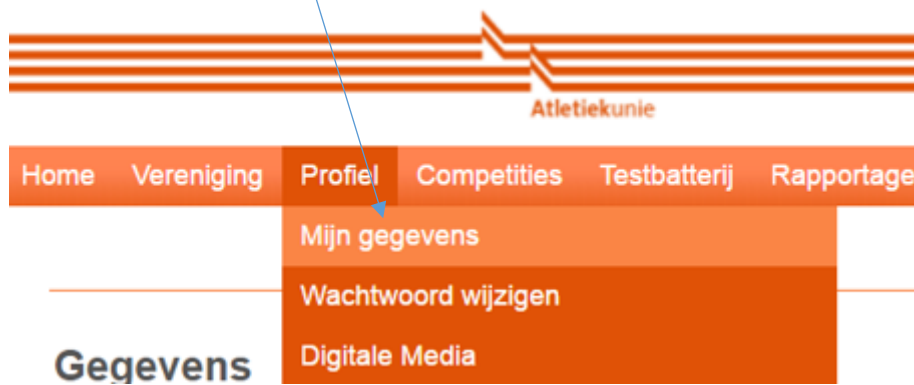 Atletiekunie
Home Vereniging Profiel Competities Testbatterij Rapportage
Mijn gegevens
Wachtwoord wijzigen
Digitale Media
Gegevens